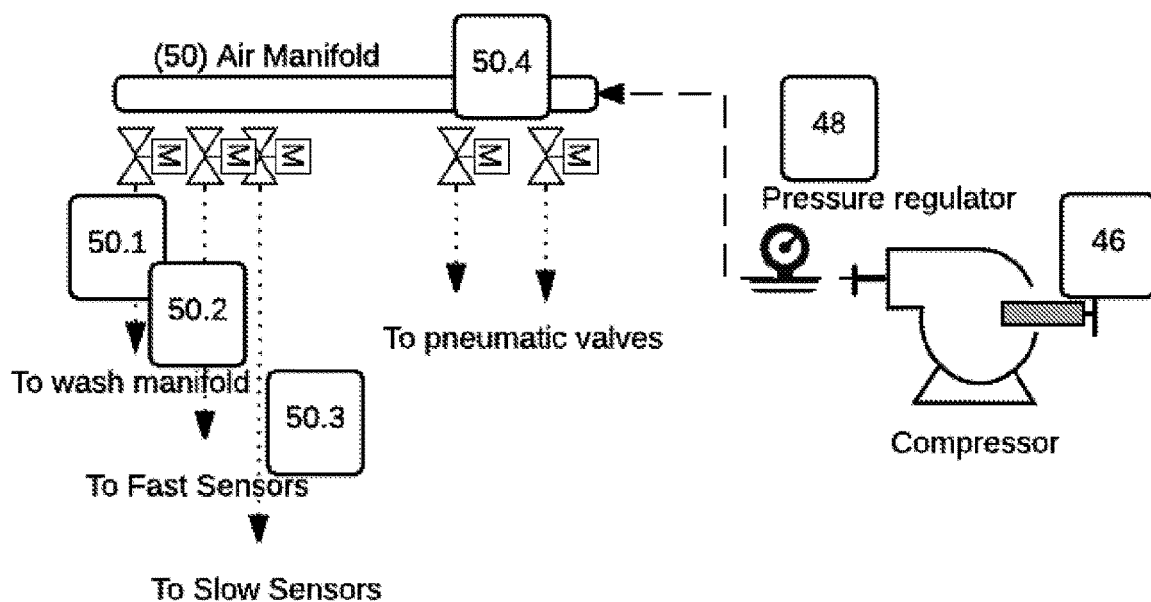 (50) Air Manifold
50.4
48
M
M
M
M
M
Pressure regulator
46
50.1
50.2
To pneumatic valves
To wash manifold
50.3
Compressor
To Fast Sensors
To Slow Sensors